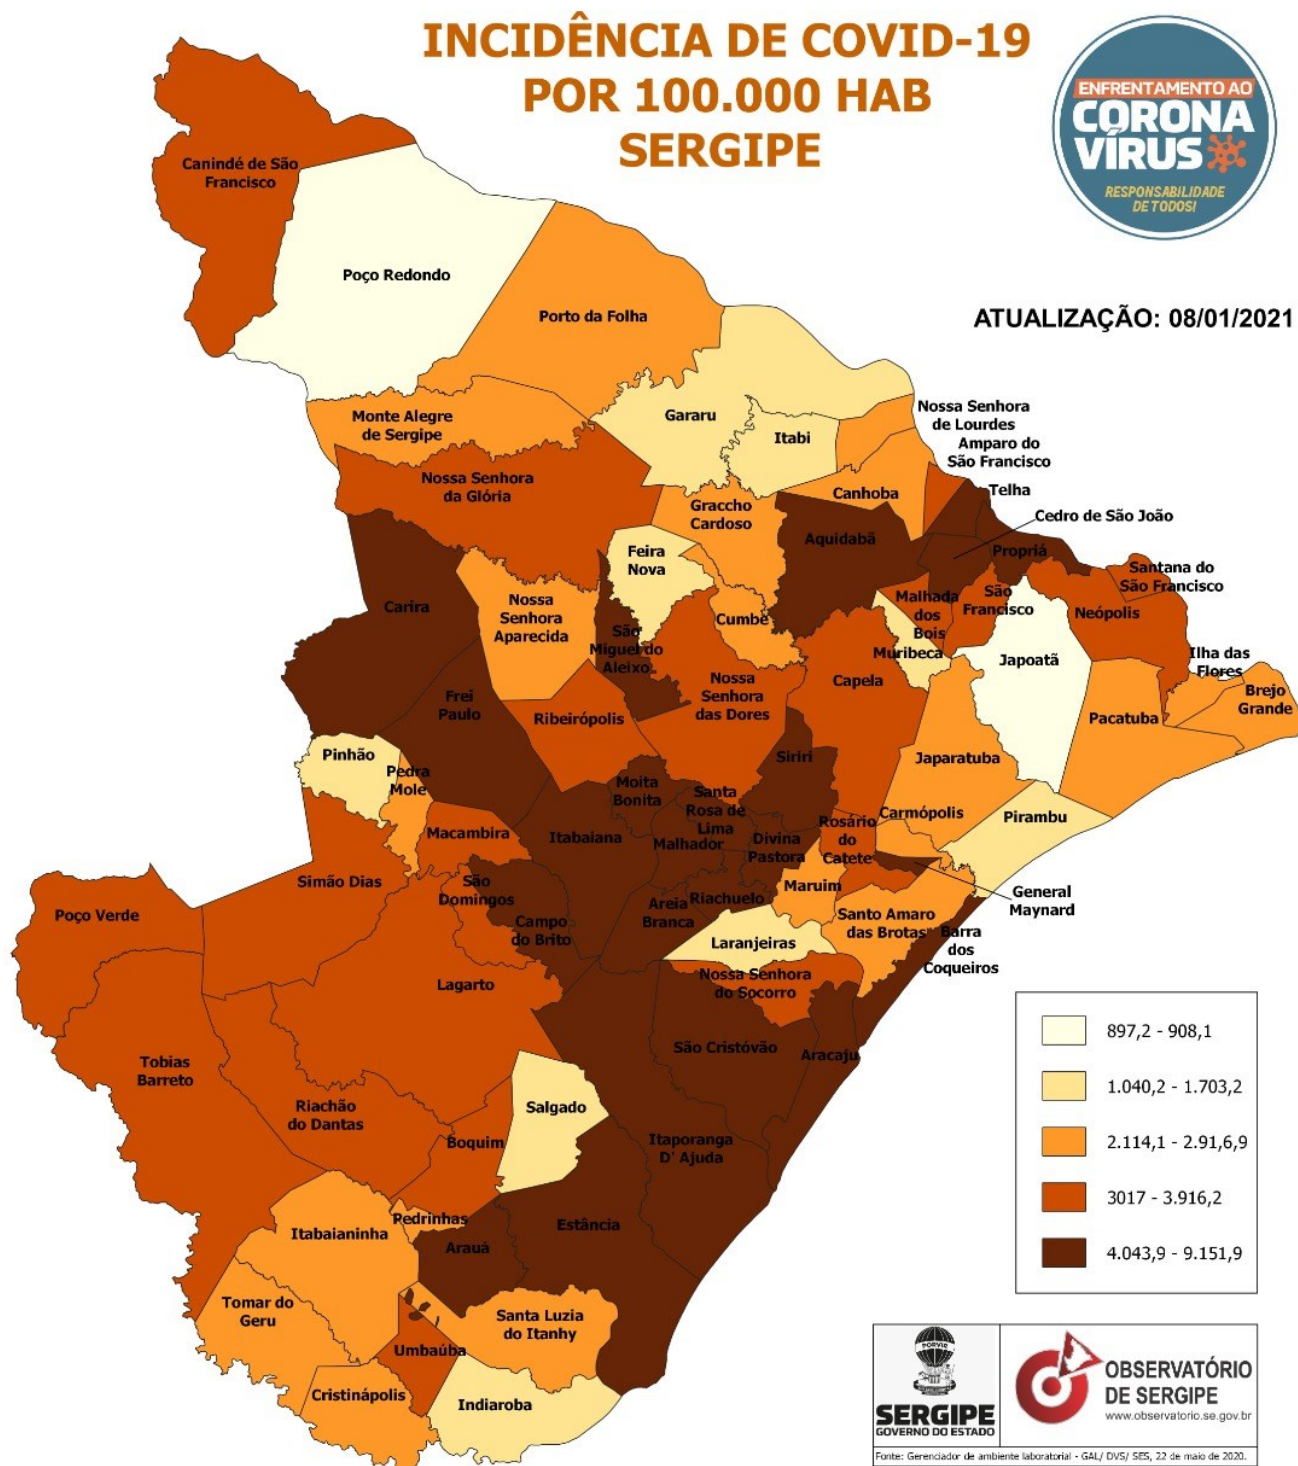 INCIDÊNCIA DE COVID-19
POR 100.000 HAB
SERGIPE
ENFRENTAMENTO AO
CORONA
VÍRUS
RESPONSABILIDADE
DE TODOS!
ATUALIZAÇÃO: 08/01/2021
Canindé de São
Francisco
Poço Redondo
Porto da Folha
Monte Alegre
de Sergipe
Gararu
Itabi
Nossa Senhora
de Lourdes
Amparo do
São Francisco
Nossa Senhora
da Glória
Canhoba
Telha
Graccho
Cardoso
Cedro de São João
Aquidabã
Propriá
Feira
Nova
Santana do
São Francisco
Carira
Nossa
Senhora
Aparecida
Cumbe
Malhada
dos
Bois
São
Francisco
Neópolis
São
Miguel do
Aleixo
Muribeca
Japoatã
Ilha das
Flores
Brejo
Grande
Frei
Paulo
Ribeirópolis
Nossa
Senhora
das Dores
Capela
Pacatuba
Pinhão
Pedra
Mole
Siriri
Japaratuba
Moita
Bonita
Santa
Rosa de
Lima
Carmópolis
Pirambu
Macambira
Itabaiana
Malhador
Divina
Pastora
Rosário
do
Catete
Simão Dias
São
Domingos
Maruim
General
Maynard
Poço Verde
Campo
do Brito
Areia
Branca
Riachuelo
Santo Amaro
das Brotas
Barra
dos
Coqueiros
Laranjeiras
Lagarto
Nossa Senhora
do Socorro
São Cristóvão
Aracaju
Tobias
Barreto
Riachão
do Dantas
Salgado
Boquim
Itaporanga
D' Ajuda
Itabaianinha
Pedrinhas
Arauá
Estância
Tomar do
Geru
Santa Luzia
do Itanhy
Umbaúba
Cristinápolis
Indiaroba
897,2 - 908,1
1.040,2 - 1.703,2
2.114,1 - 2.91,6,9
3017 - 3.916,2
4.043,9 - 9.151,9
PORVIR
SERGIPE
GOVERNO DO ESTADO
OBSERVATÓRIO
DE SERGIPE
www.observatorio.se.gov.br
Fonte: Gerenciador de ambiente laboratorial - GAL/ DVS/ SES, 22 de maio de 2020.